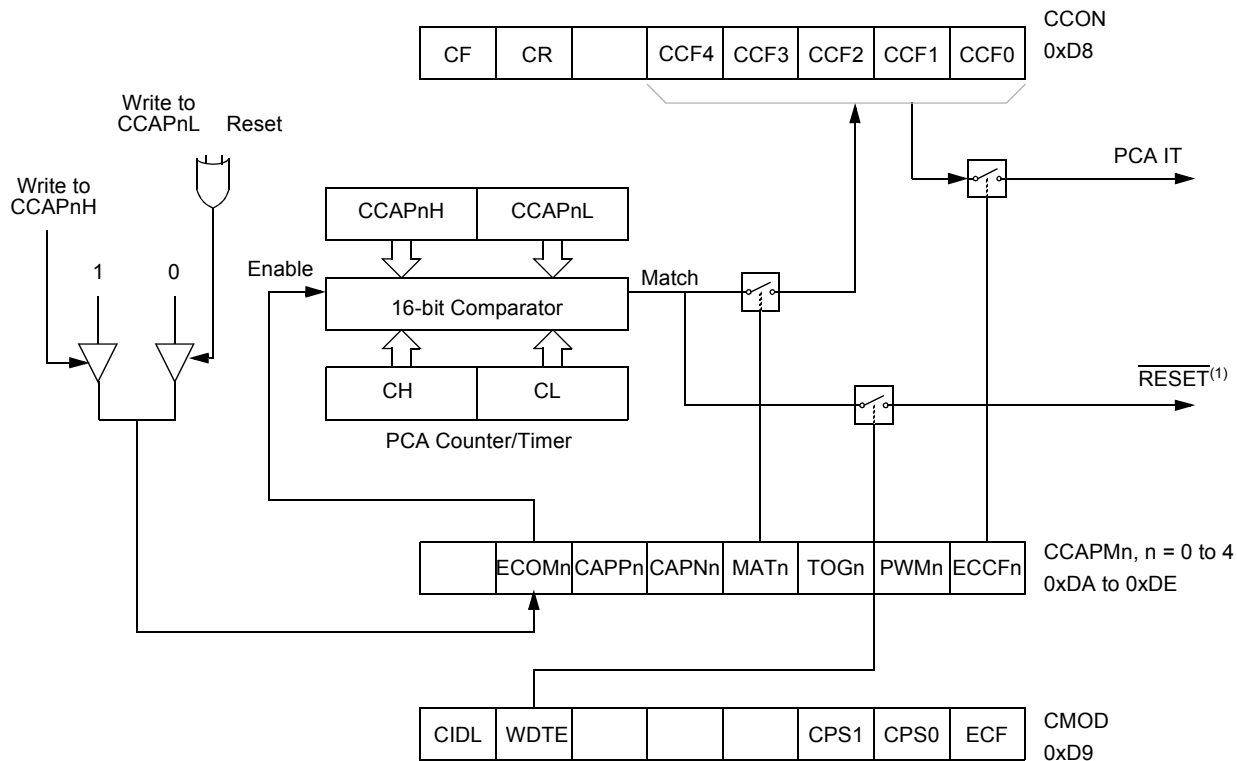 CF CR CCF4 CCF3 CCF2 CCF1 CCF0
CCON
0xD8
Write to
CCAPnL
Reset
PCA IT
Write to
CCAPnH
CCAPnH CCAPnL
1 0
Enable
Match
16-bit Comparator
CH CL
RESET(1)
PCA Counter/Timer
ECOMn CAPPn CAPNn MATn TOGn PWMn ECCFn
CCAPMn, n = 0 to 4
0xDA to 0xDE
CIDL WDTE CPS1 CPS0 ECF
CMOD
0xD9